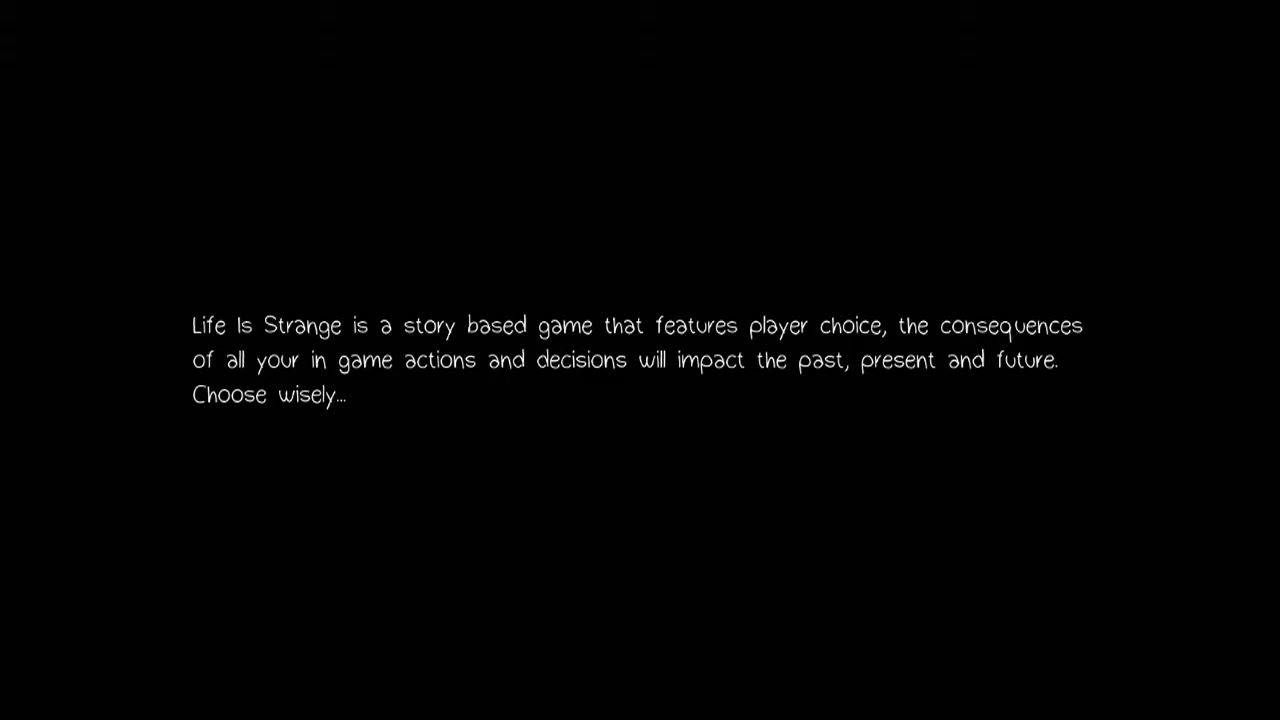 Life Is Strange is a story based game that features player choice, the consequences
of all your in game actions and decisions will impact the past, present and future.
Choose wisely...